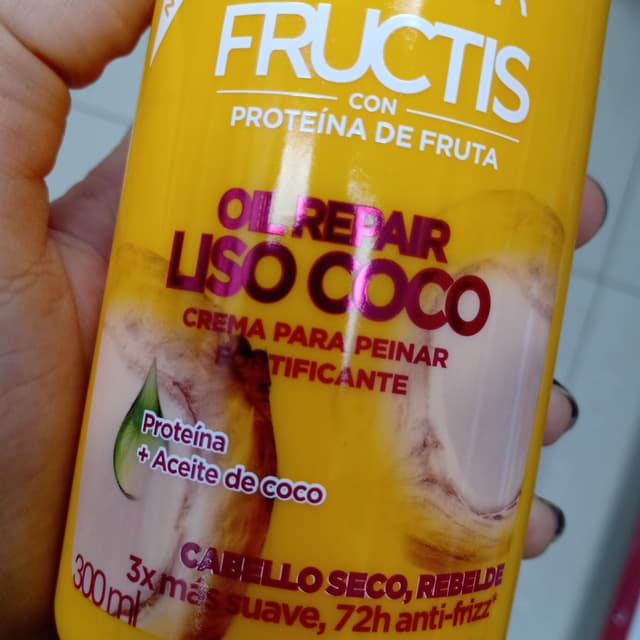 FRUCTIS
CON
PROTEÍNA DE FRUTA
OIL REPAIR
LISO COCO
CREMA PARA PEINAR
FORTIFICANTE
Proteína
+ Aceite de coco
CABELLO SECO, REBELDE
3x más suave, 72h anti-frizz*
300 ml